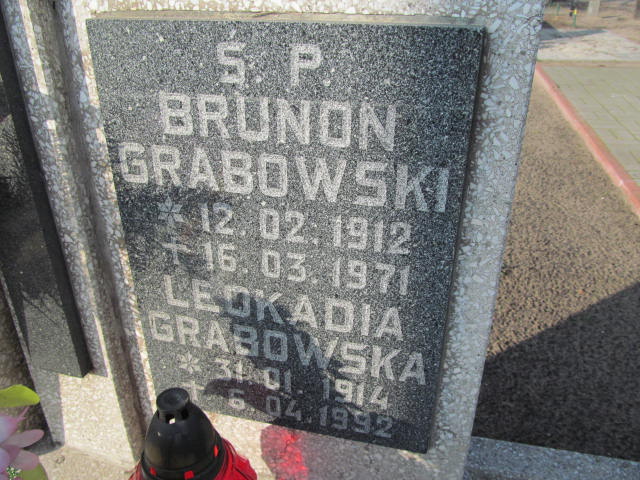 Ś. P.
BRUNON
GRABOWSKI
* 12. 02. 1912
+ 16. 03. 1971
LEOKADIA
GRABOWSKA
* 31. 01. 1914
+ 6. 04. 1992